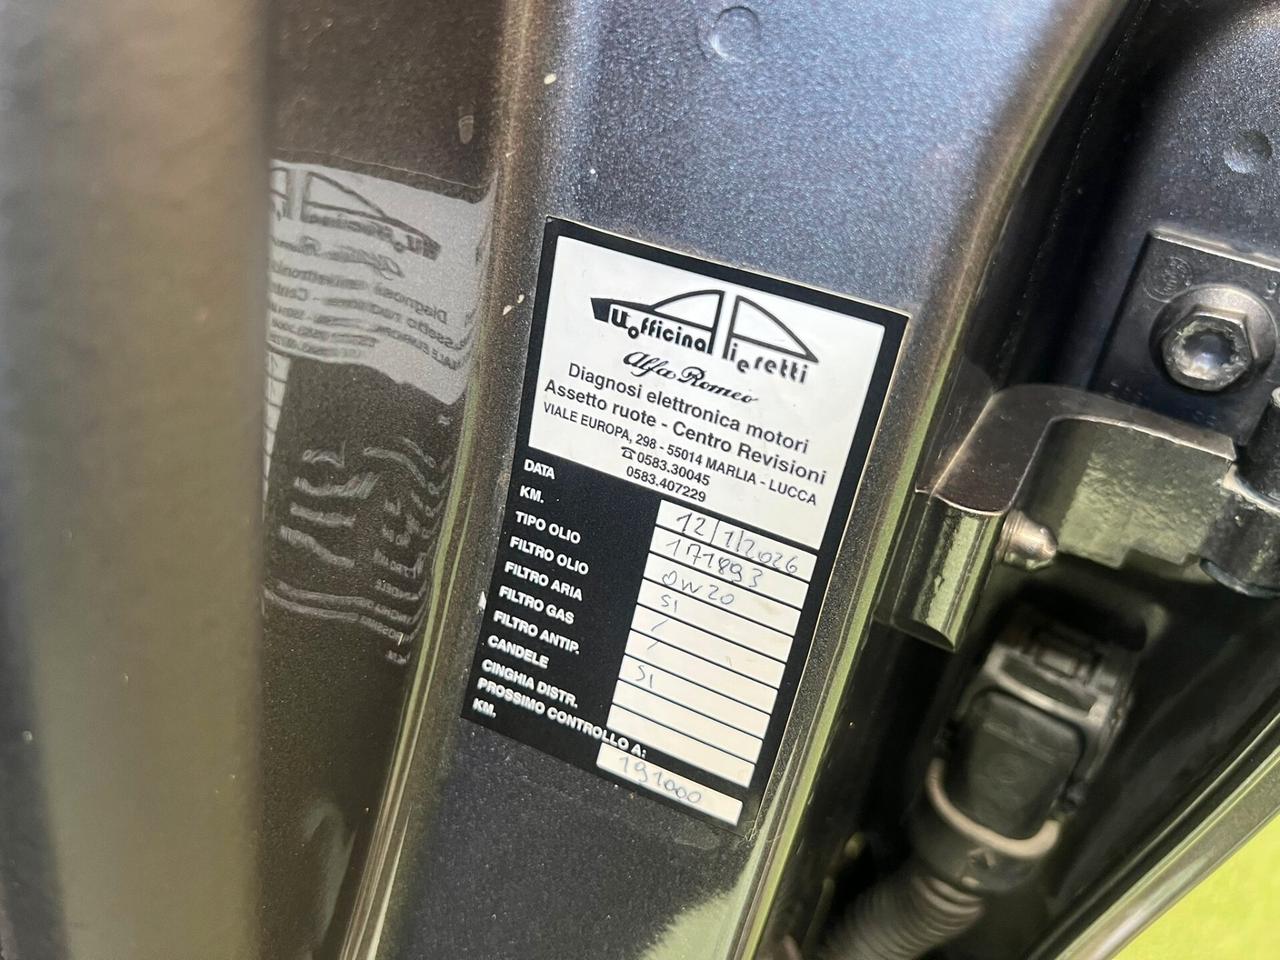 U. officina Pieretti
Alfa Romeo
Diagnosi elettronica motori
Assetto ruote - Centro Revisioni
VIALE EUROPA, 298 - 55014 MARLIA - LUCCA
☎ 0583.30045
0583.407229
DATA 12/1/2026
KM. 171893
TIPO OLIO 0W20
FILTRO OLIO SI
FILTRO ARIA /
FILTRO GAS /
FILTRO ANTIP. SI
CANDELE
CINGHIA DISTR.
PROSSIMO CONTROLLO A:
KM. 191000